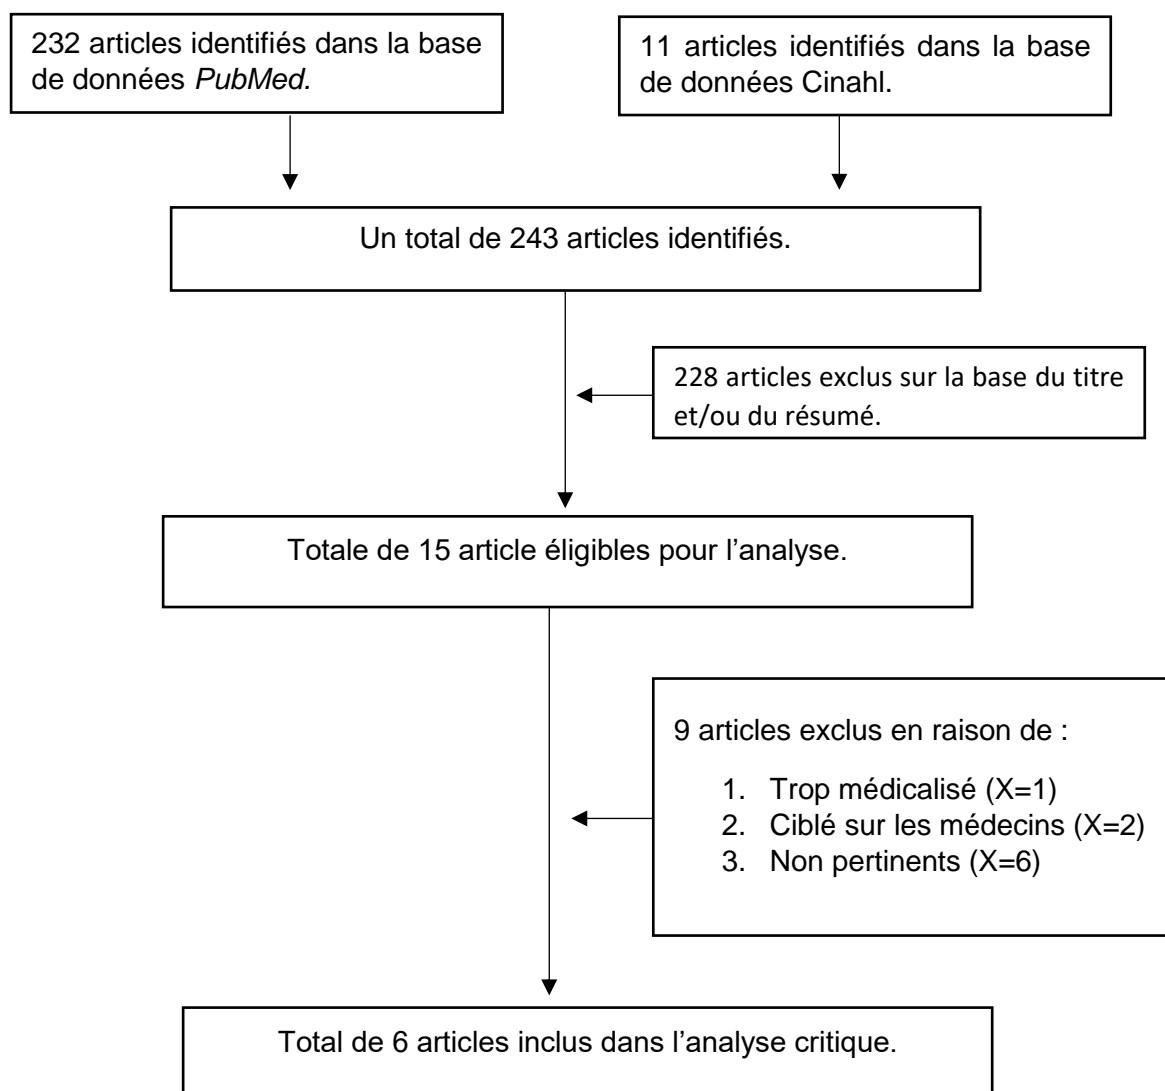 232 articles identifiés dans la base
de données PubMed.
11 articles identifiés dans la base
de données Cinahl.
Un total de 243 articles identifiés.
228 articles exclus sur la base du titre
et/ou du résumé.
Totale de 15 article éligibles pour l’analyse.
9 articles exclus en raison de :
1. Trop médicalisé (X=1)
2. Ciblé sur les médecins (X=2)
3. Non pertinents (X=6)
Total de 6 articles inclus dans l’analyse critique.